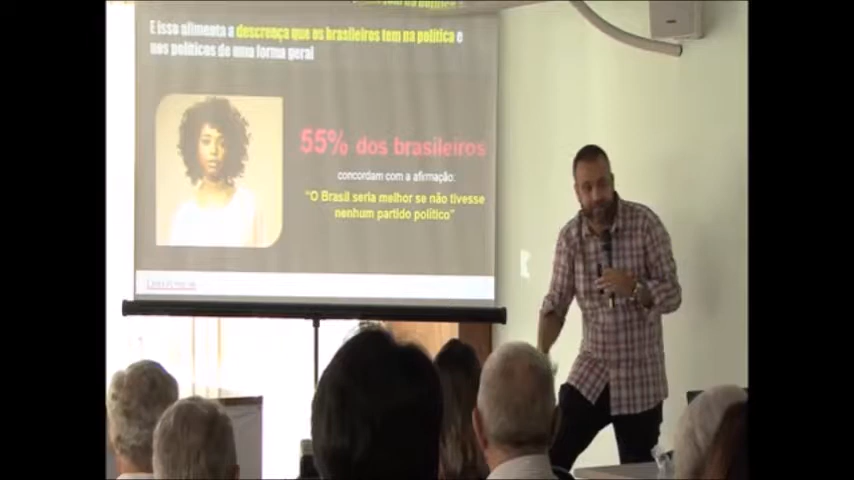 E isso alimenta a descrença que os brasileiros tem na política e
nos políticos de uma forma geral
55% dos brasileiros
concordam com a afirmação:
"O Brasil seria melhor se não tivesse
nenhum partido político"